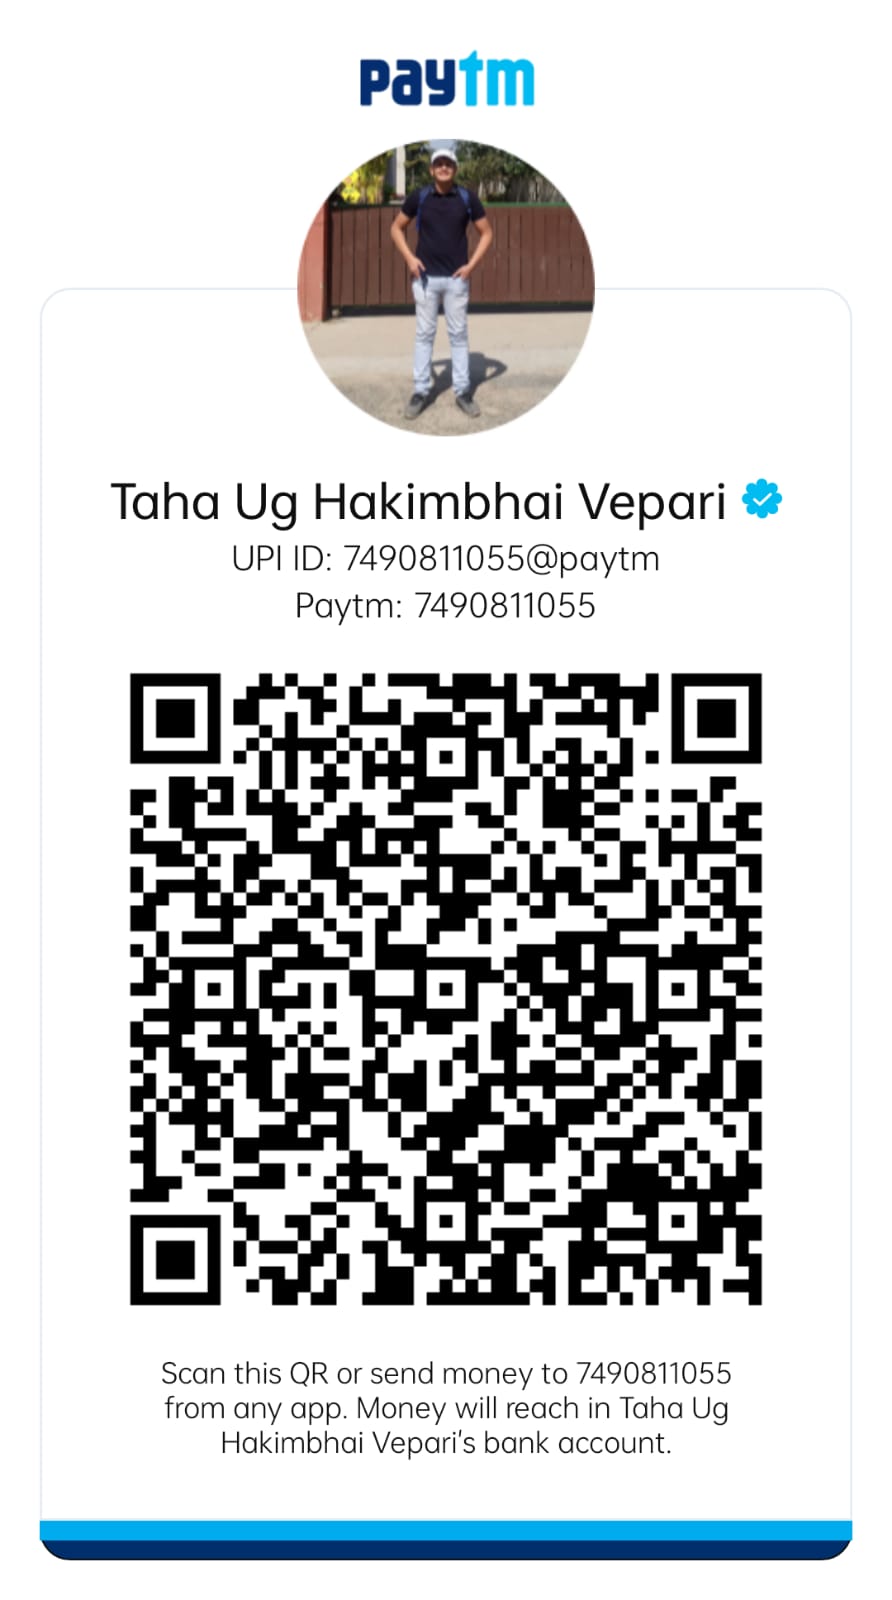 paytm
Taha Ug Hakimbhai Vepari
UPI ID: 7490811055@paytm
Paytm: 7490811055
Scan this QR or send money to 7490811055
from any app. Money will reach in Taha Ug
Hakimbhai Vepari's bank account.